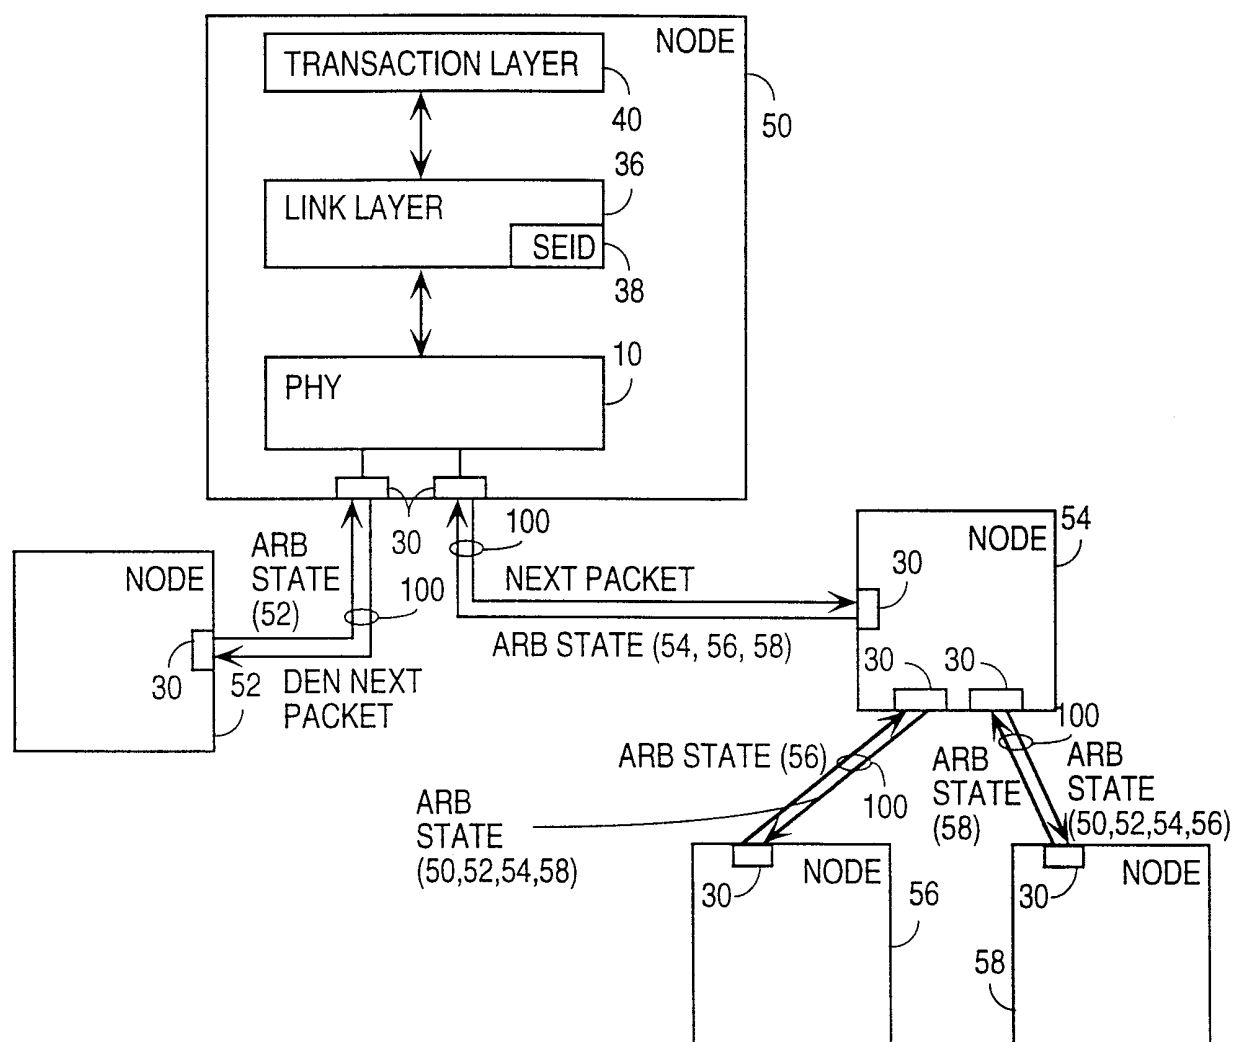 NODE
TRANSACTION LAYER
40
50
36
LINK LAYER
SEID
38
10
PHY
30
100
ARB
STATE
(52)
100
NODE
30
52
DEN NEXT
PACKET
NEXT PACKET
ARB STATE (54, 56, 58)
54
NODE
30
30
30
100
ARB STATE (56)
100
ARB
STATE
(58)
ARB
STATE
(50,52,54,56)
ARB
STATE
(50,52,54,58)
NODE
30
56
NODE
30
58